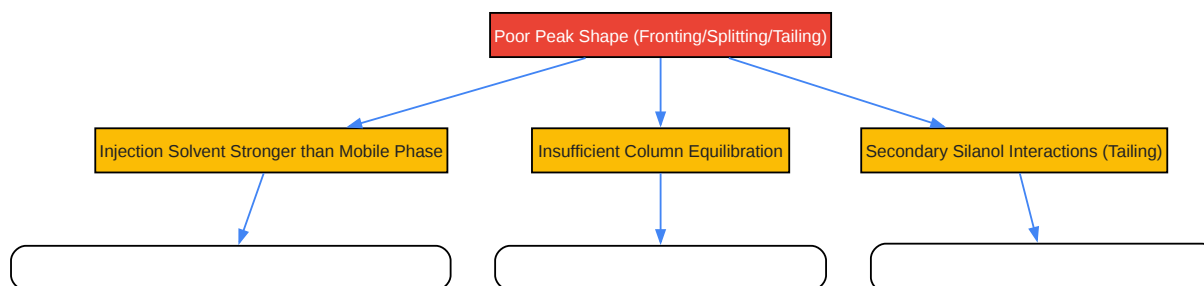 Poor Peak Shape (Fronting/Splitting/Tailing)
Injection Solvent Stronger than Mobile Phase
Insufficient Column Equilibration
Secondary Silanol Interactions (Tailing)